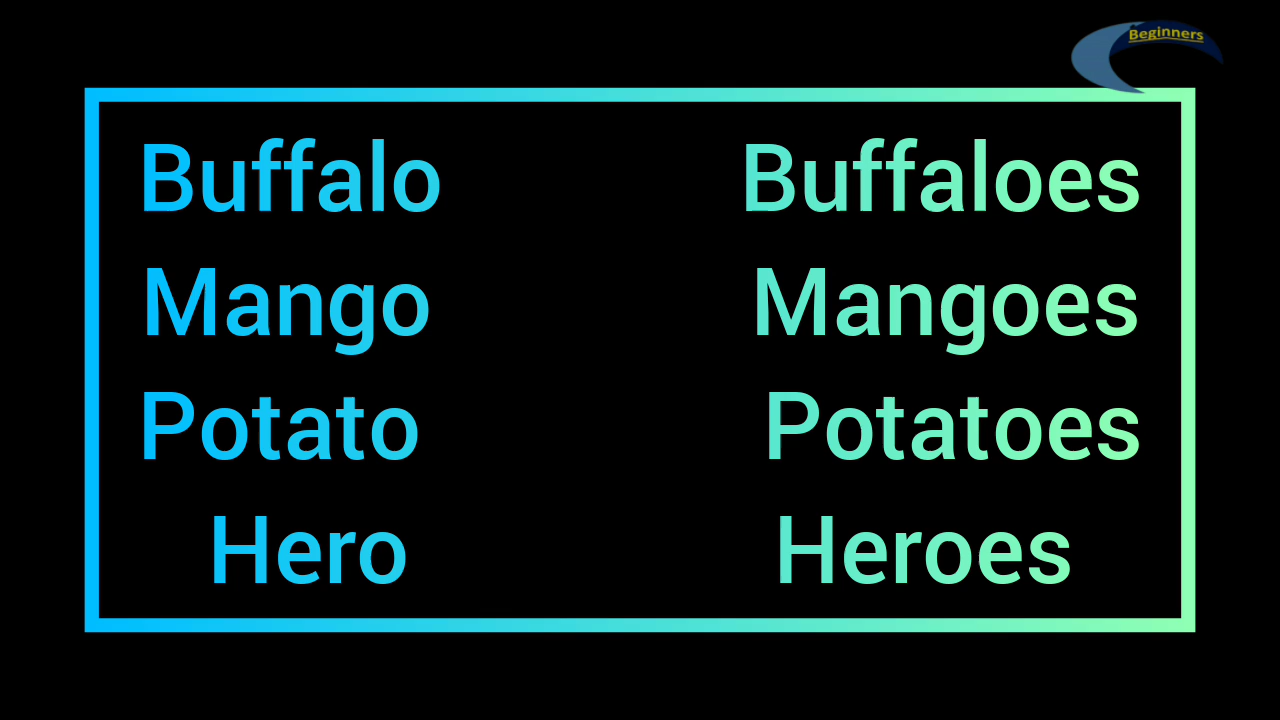 Beginners
Buffalo Buffaloes
Mango Mangoes
Potato Potatoes
Hero Heroes